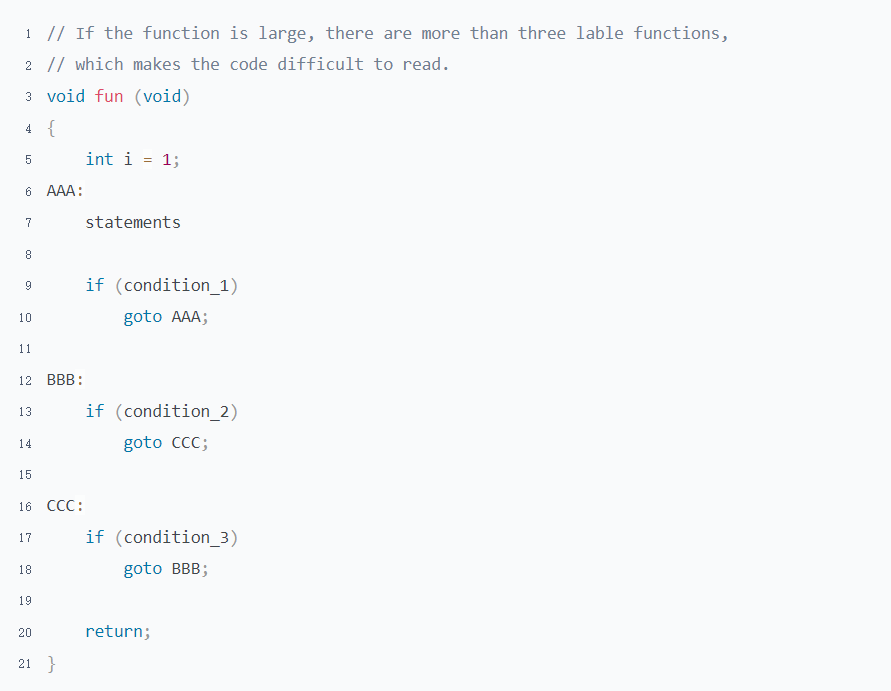 1 // If the function is large, there are more than three lable functions,
2 // which makes the code difficult to read.
3 void fun (void)
4 {
5     int i = 1;
6 AAA:
7     statements
8
9     if (condition_1)
10         goto AAA;
11
12 BBB:
13     if (condition_2)
14         goto CCC;
15
16 CCC:
17     if (condition_3)
18         goto BBB;
19
20     return;
21 }